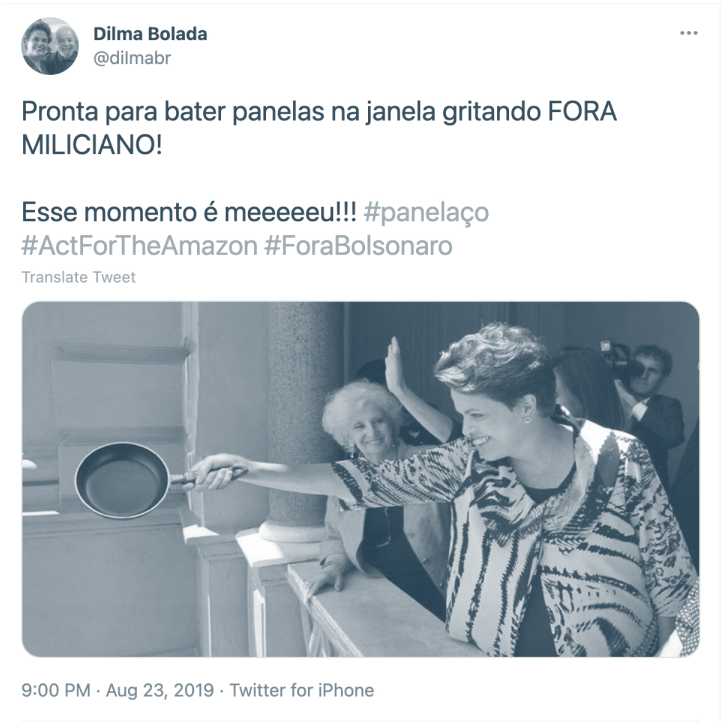 Dilma Bolada
@dilmabr
Pronta para bater panelas na janela gritando FORA
MILICIANO!
Esse momento é meeeeeu!!! #panelaço
#ActForTheAmazon #ForaBolsonaro
Translate Tweet
9:00 PM · Aug 23, 2019 · Twitter for iPhone